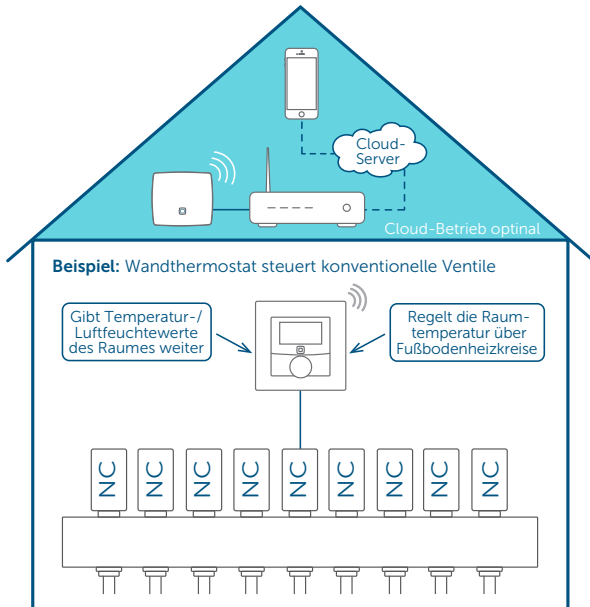 Cloud-
Server
Cloud-Betrieb optinal
Beispiel: Wandthermostat steuert konventionelle Ventile
Gibt Temperatur-/
Luftfeuchtewerte
des Raumes weiter
Regelt die Raum-
temperatur über
Fußbodenheizkreise
NC
NC
NC
NC
NC
NC
NC
NC
NC